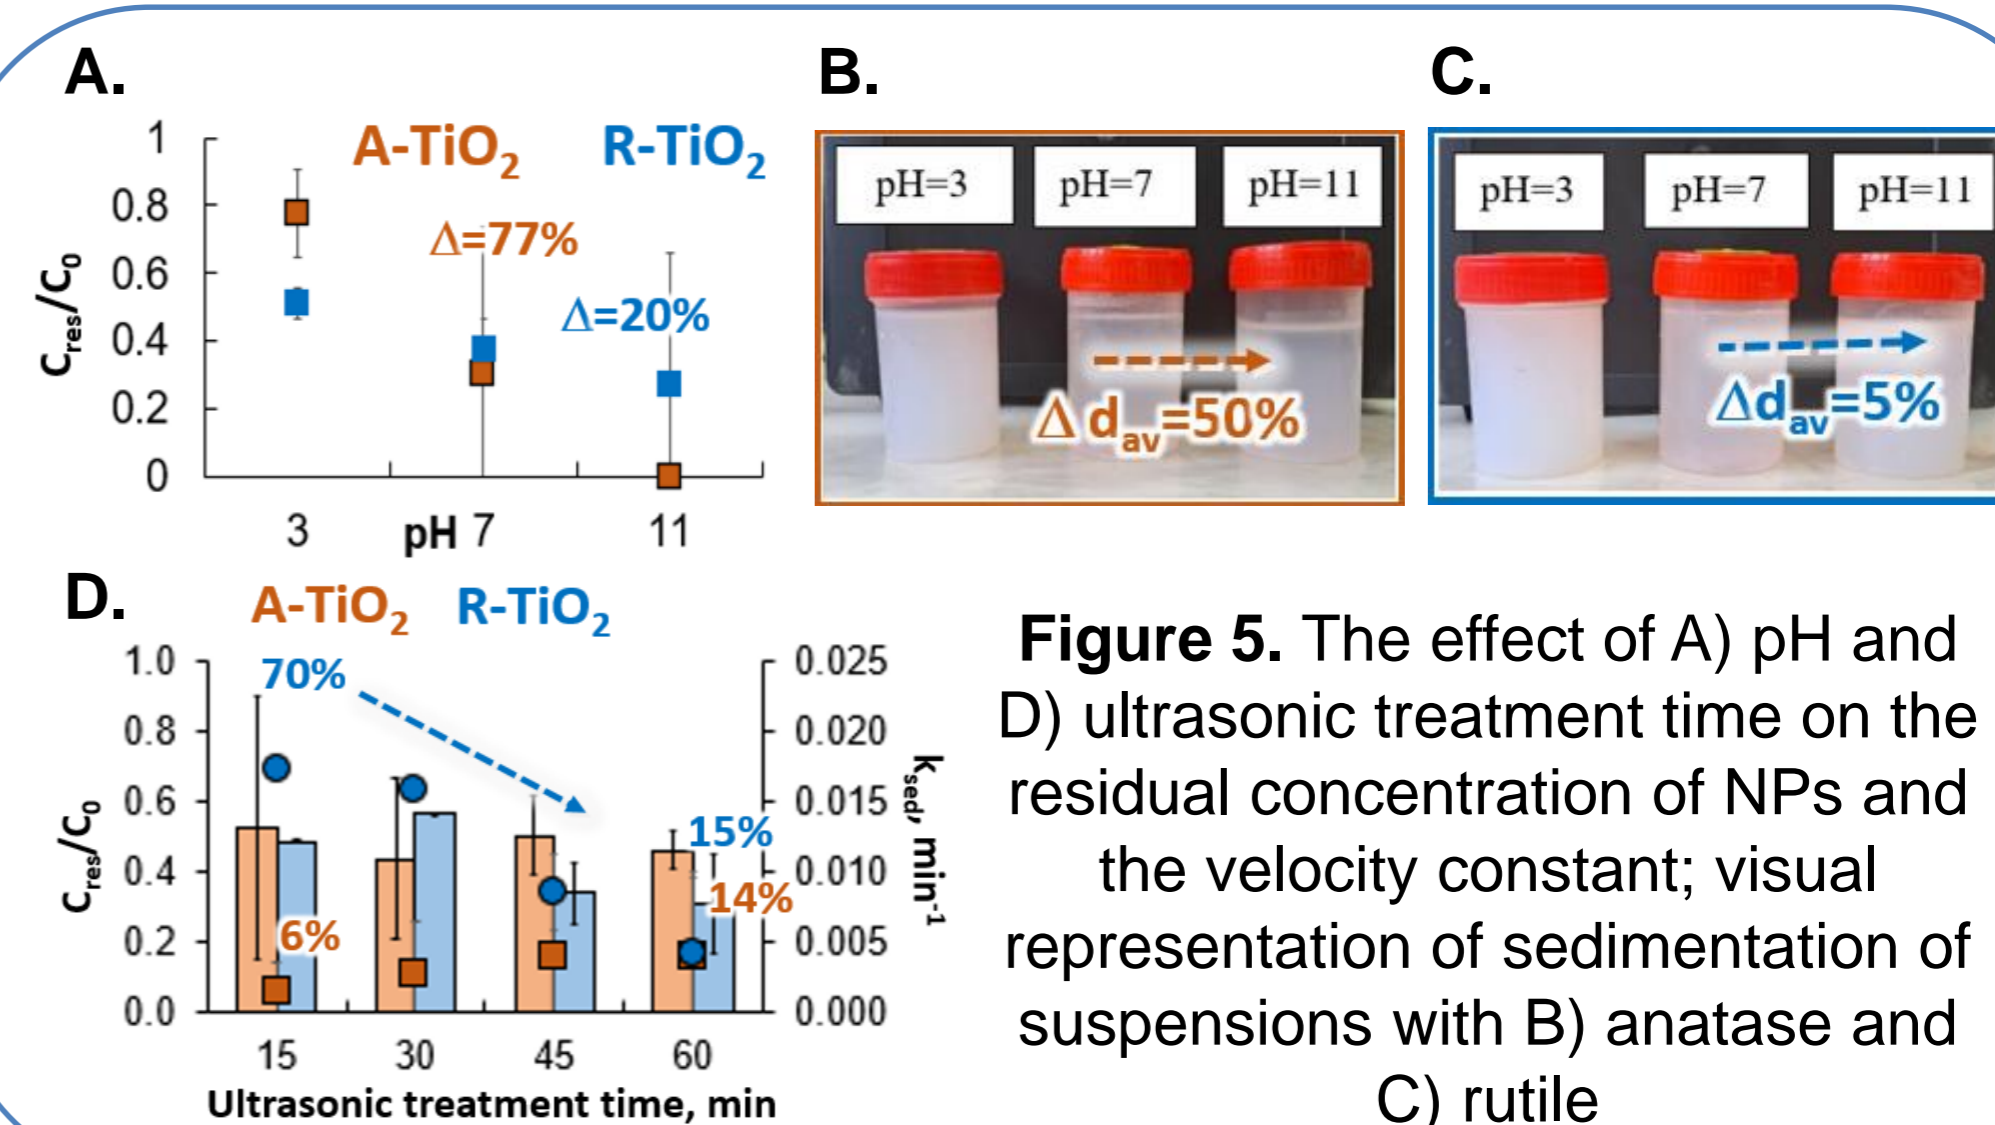 A.
A-TiO₂ R-TiO₂
Δ=77%
Δ=20%
1
0.8
0.6
0.4
0.2
0
Cres/C0
3 pH 7 11
B.
pH=3 pH=7 pH=11
Δ dav=50%
C.
pH=3 pH=7 pH=11
Δdav=5%
D.
A-TiO₂ R-TiO₂
70%
15%
14%
6%
1.0
0.8
0.6
0.4
0.2
0.0
Cres/C0
0.025
0.020
0.015
0.010
0.005
0.000
ksed, min⁻¹
15 30 45 60
Ultrasonic treatment time, min
Figure 5. The effect of A) pH and
D) ultrasonic treatment time on the
residual concentration of NPs and
the velocity constant; visual
representation of sedimentation of
suspensions with B) anatase and
C) rutile